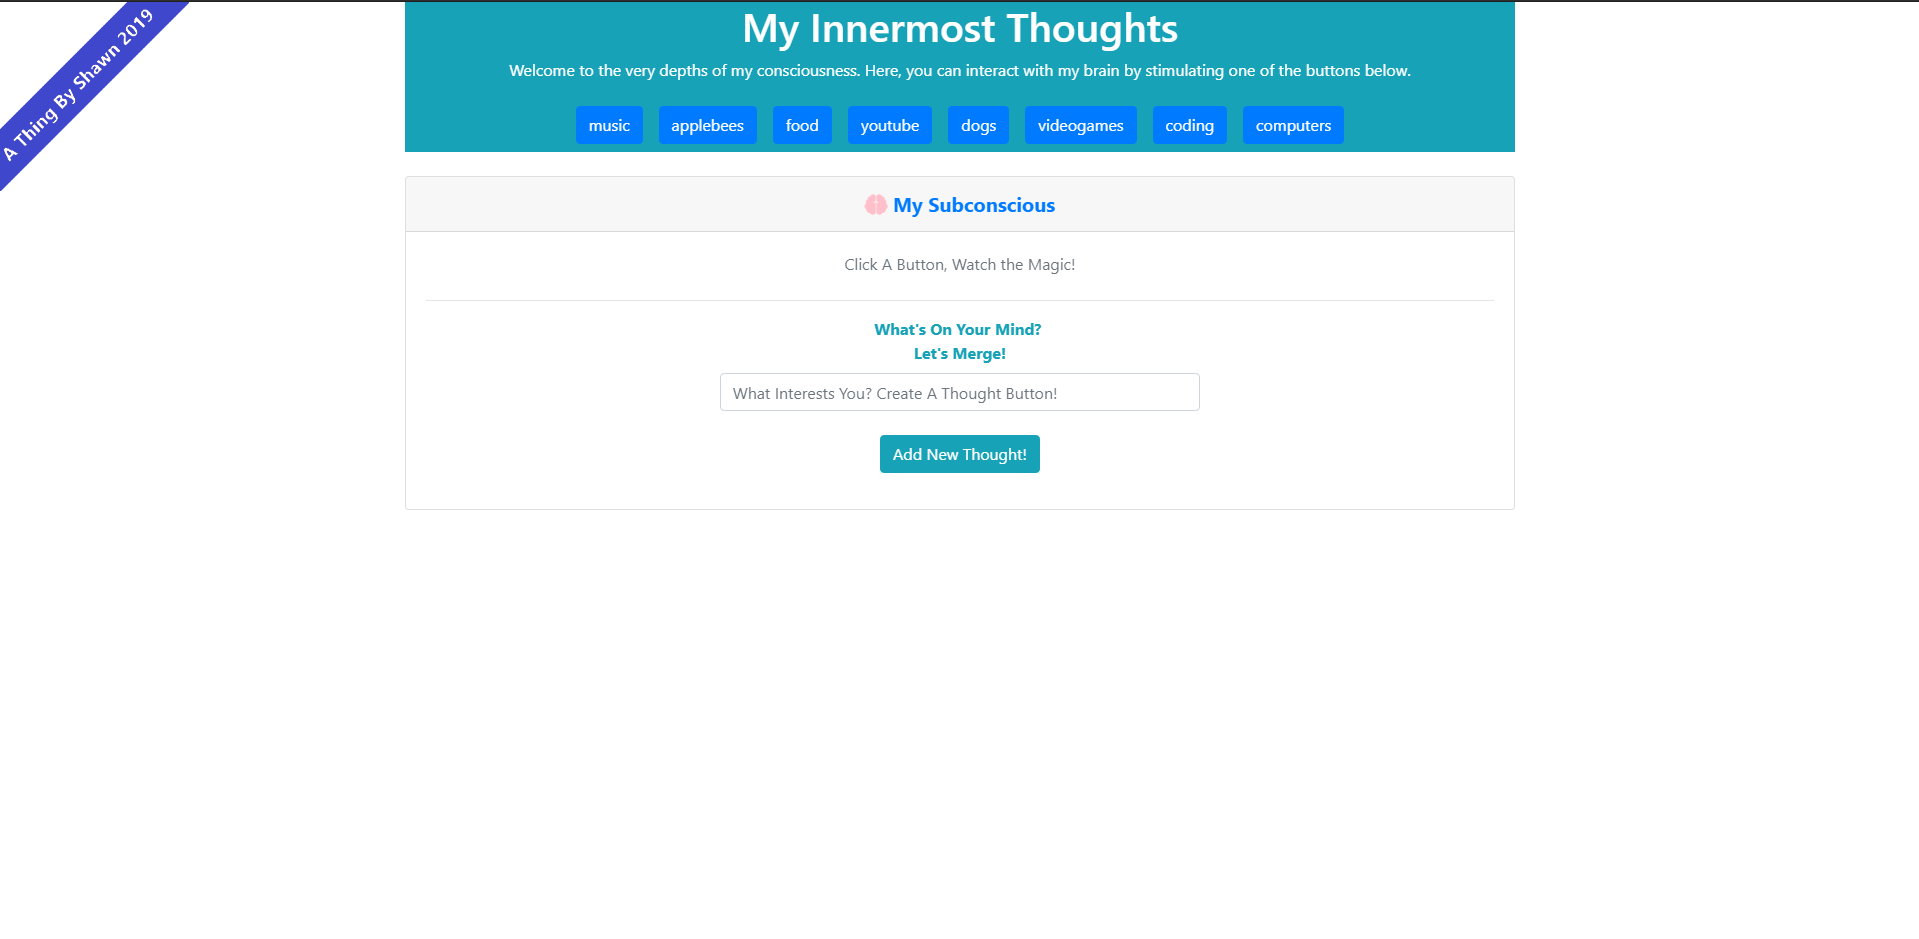 A Thing By Shawn 2019
My Innermost Thoughts
Welcome to the very depths of my consciousness. Here, you can interact with my brain by stimulating one of the buttons below.
music applebees food youtube dogs videogames coding computers
My Subconscious
Click A Button, Watch the Magic!
What's On Your Mind?
Let's Merge!
What Interests You? Create A Thought Button!
Add New Thought!